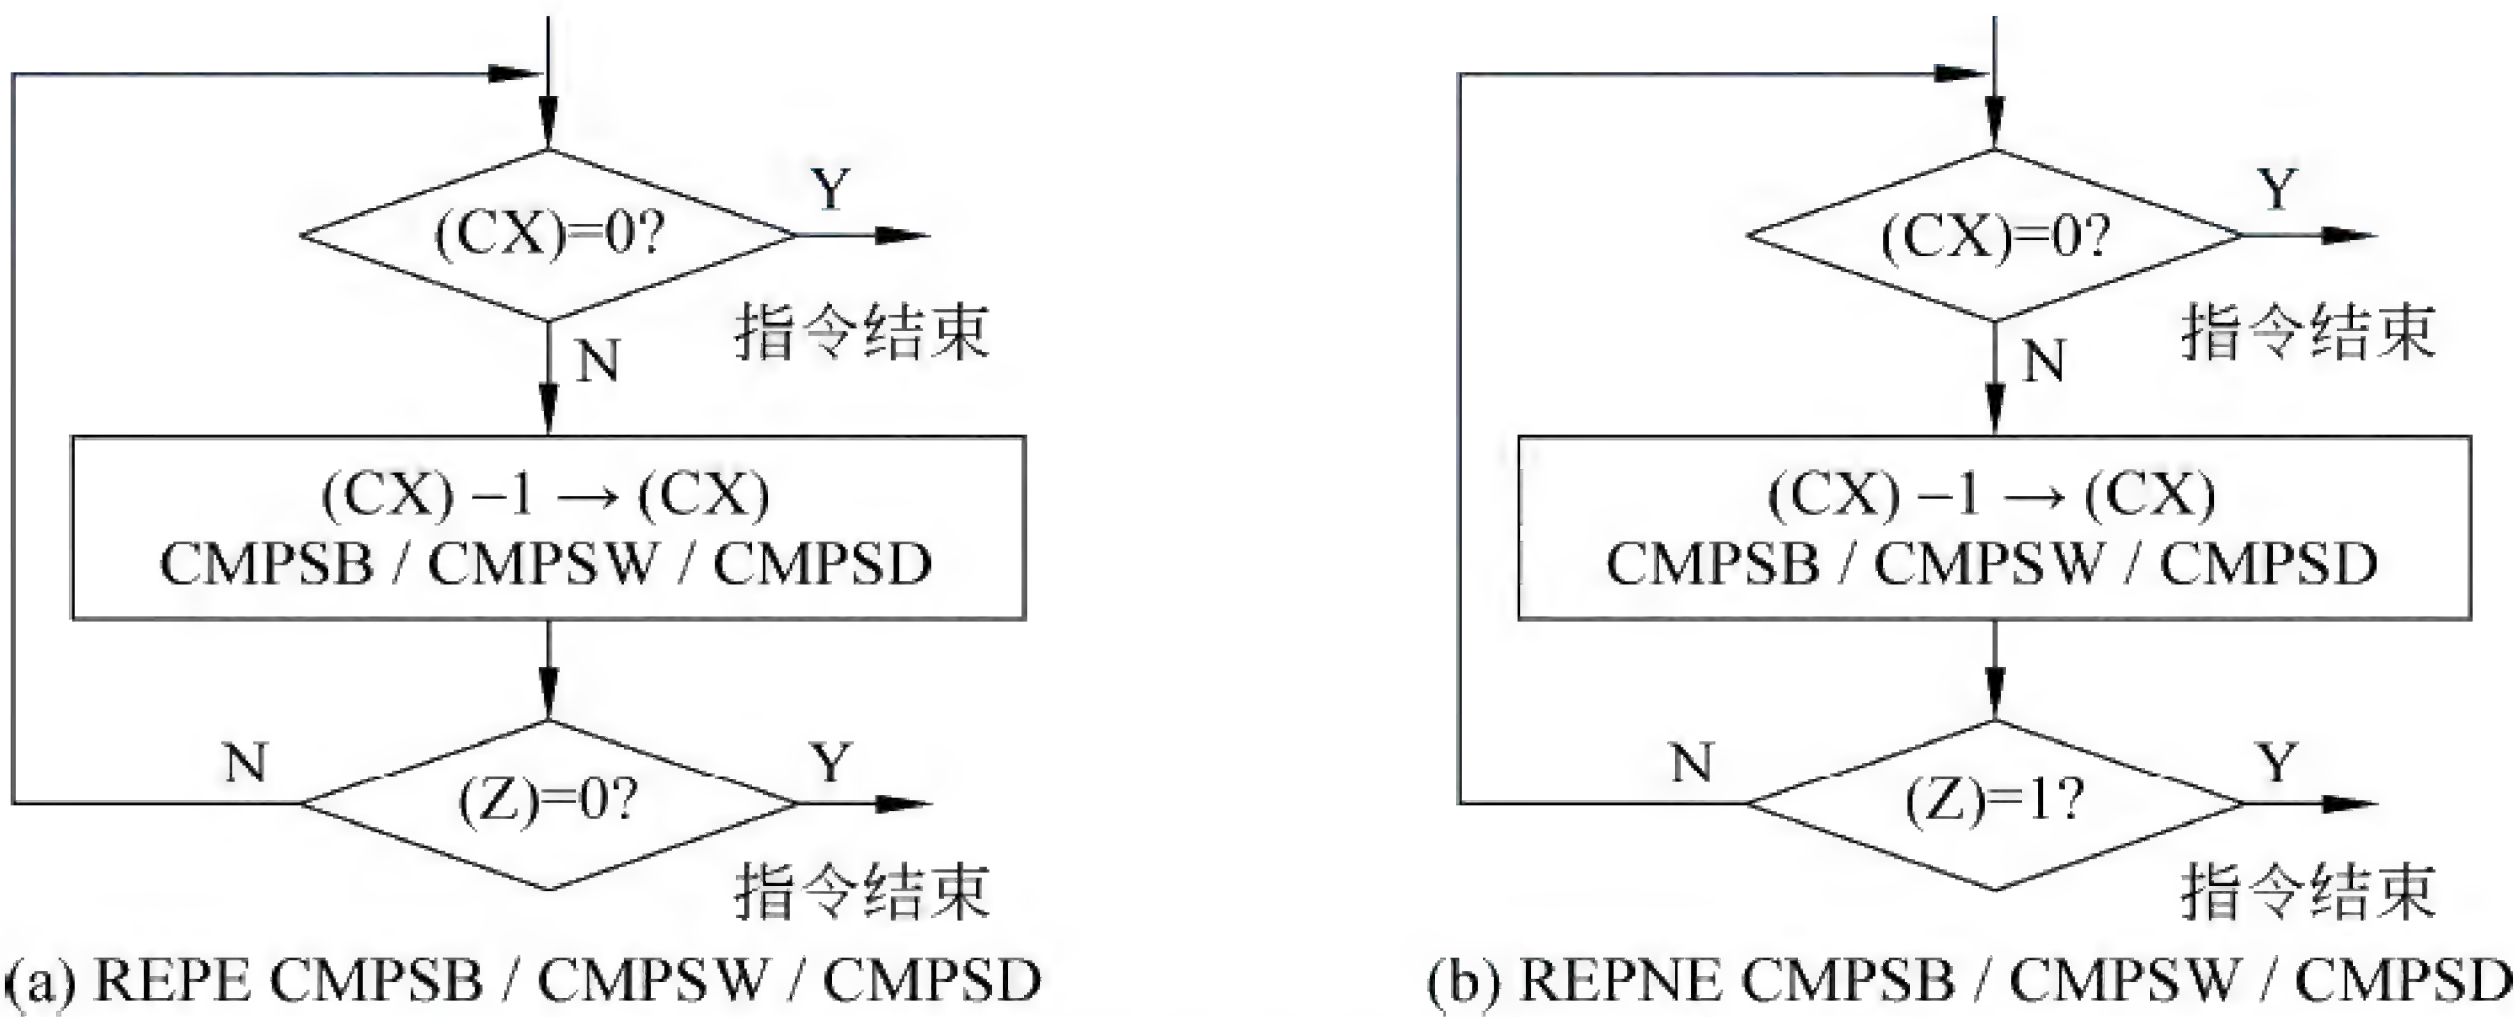 (CX)=0?
Y
指令结束
N
(CX) –1 → (CX)
CMPSB / CMPSW / CMPSD
N
(Z)=0?
Y
指令结束
(a) REPE CMPSB / CMPSW / CMPSD
(CX)=0?
Y
指令结束
N
(CX) –1 → (CX)
CMPSB / CMPSW / CMPSD
N
(Z)=1?
Y
指令结束
(b) REPNE CMPSB / CMPSW / CMPSD